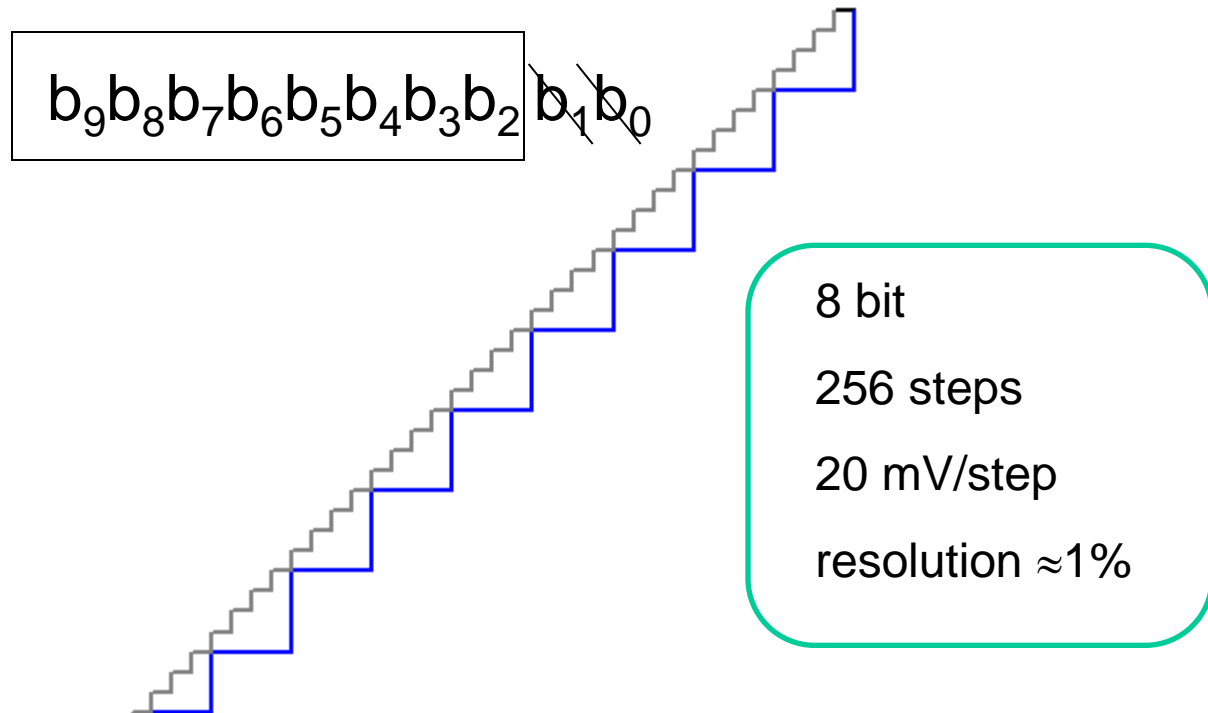 b₉b₈b₇b₆b₅b₄b₃b₂ b₁b₀
8 bit
256 steps
20 mV/step
resolution ≈1%